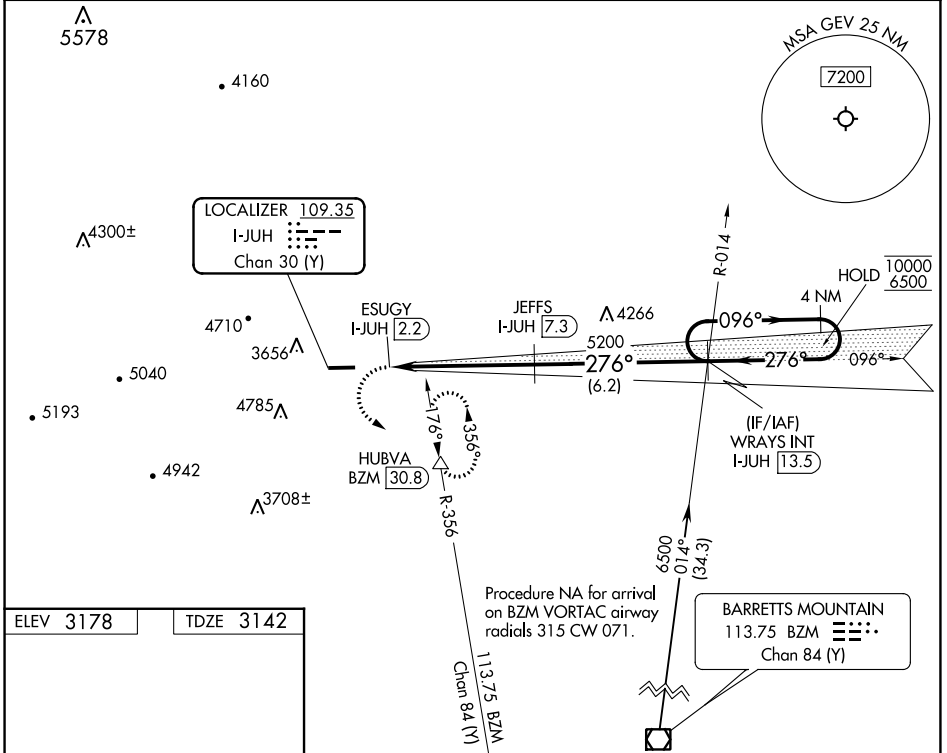 5578
4160
MSA GEV 25 NM
7200
LOCALIZER 109.35
I-JUH
Chan 30 (Y)
4300±
R-014
HOLD 10000
6500
4 NM
ESUGY
I-JUH 2.2
JEFFS
I-JUH 7.3
4266
096°
4710
3656
5200
276°
276°
096°
(6.2)
5040
5193
4785
(IF/IAF)
WRAYS INT
I-JUH 13.5
176°
356°
HUBVA
BZM 30.8
4942
3708±
R-356
6500
014°
(34.3)
Procedure NA for arrival
on BZM VORTAC airway
radials 315 CW 071.
BARRETTS MOUNTAIN
113.75 BZM
Chan 84 (Y)
ELEV 3178
TDZE 3142
113.75 BZM
Chan 84 (Y)